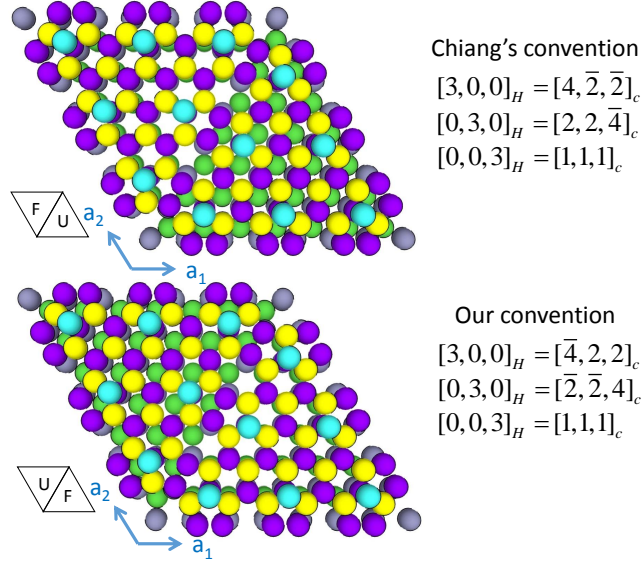 Chiang's convention
[3,0,0]_H = [4,2̅,2̅]_c
[0,3,0]_H = [2,2,4̅]_c
[0,0,3]_H = [1,1,1]_c
F U
a₂
a₁
Our convention
[3,0,0]_H = [4̅,2,2]_c
[0,3,0]_H = [2̅,2̅,4]_c
[0,0,3]_H = [1,1,1]_c
U F
a₂
a₁